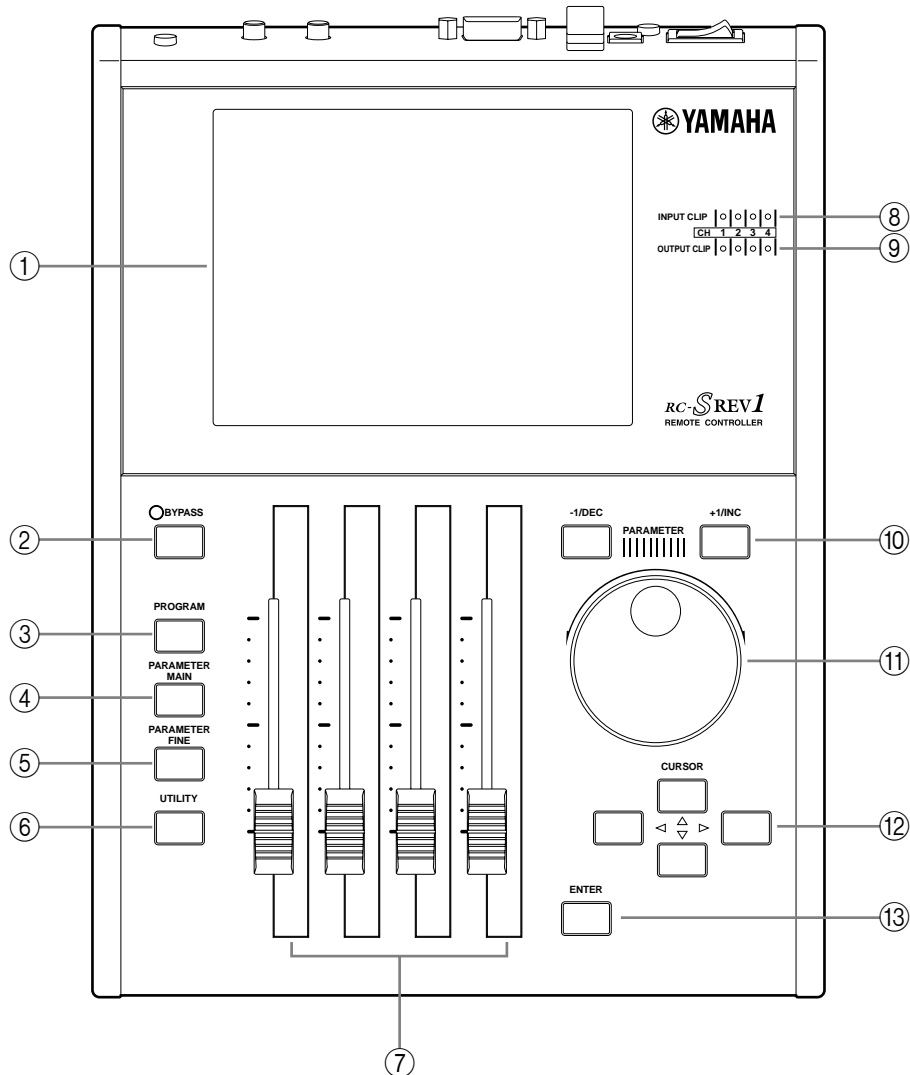 YAMAHA
INPUT CLIP
CH 1 2 3 4
OUTPUT CLIP
⑧
⑨
①
RC-SREV1
REMOTE CONTROLLER
BYPASS
②
-1/DEC
PARAMETER
+1/INC
⑩
PROGRAM
③
PARAMETER
MAIN
④
⑪
PARAMETER
FINE
⑤
UTILITY
⑥
CURSOR
⑫
ENTER
⑬
⑦